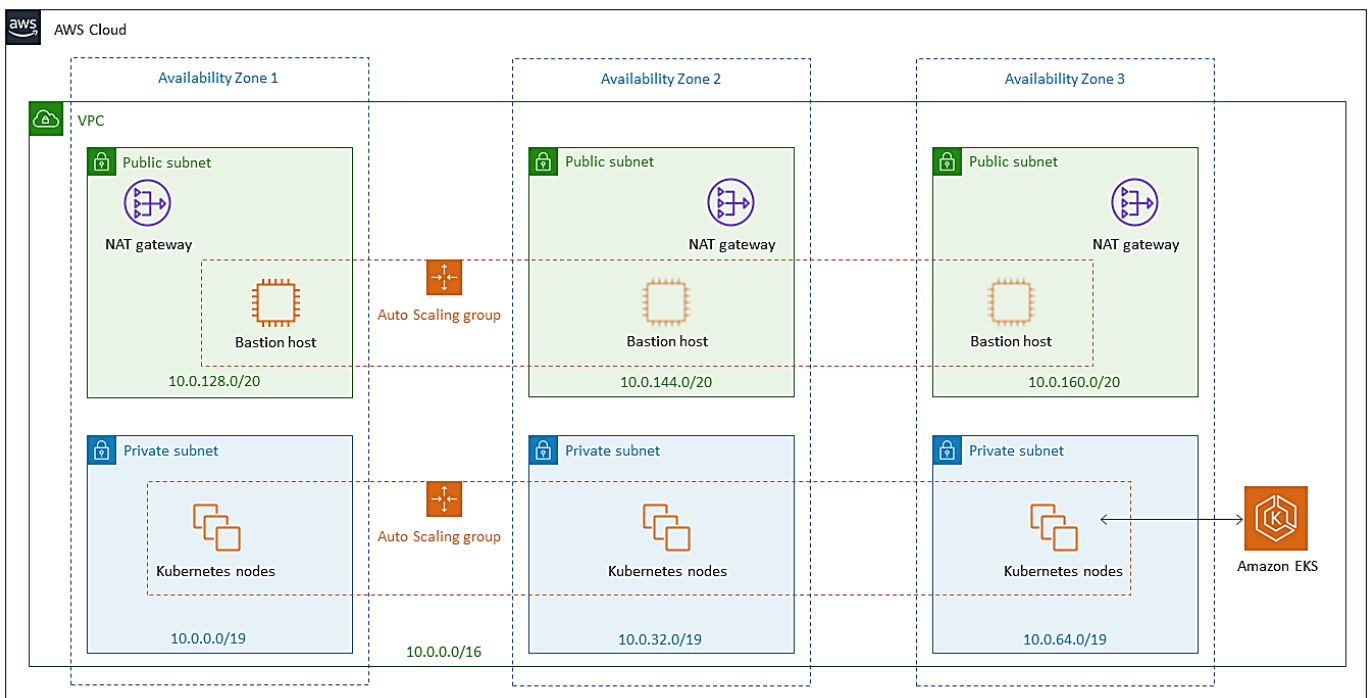 aws
AWS Cloud
Availability Zone 1
Availability Zone 2
Availability Zone 3
VPC
Public subnet
Public subnet
Public subnet
NAT gateway
NAT gateway
NAT gateway
Auto Scaling group
Bastion host
Bastion host
Bastion host
10.0.128.0/20
10.0.144.0/20
10.0.160.0/20
Private subnet
Private subnet
Private subnet
Auto Scaling group
K
Amazon EKS
Kubernetes nodes
Kubernetes nodes
Kubernetes nodes
10.0.0.0/19
10.0.32.0/19
10.0.64.0/19
10.0.0.0/16